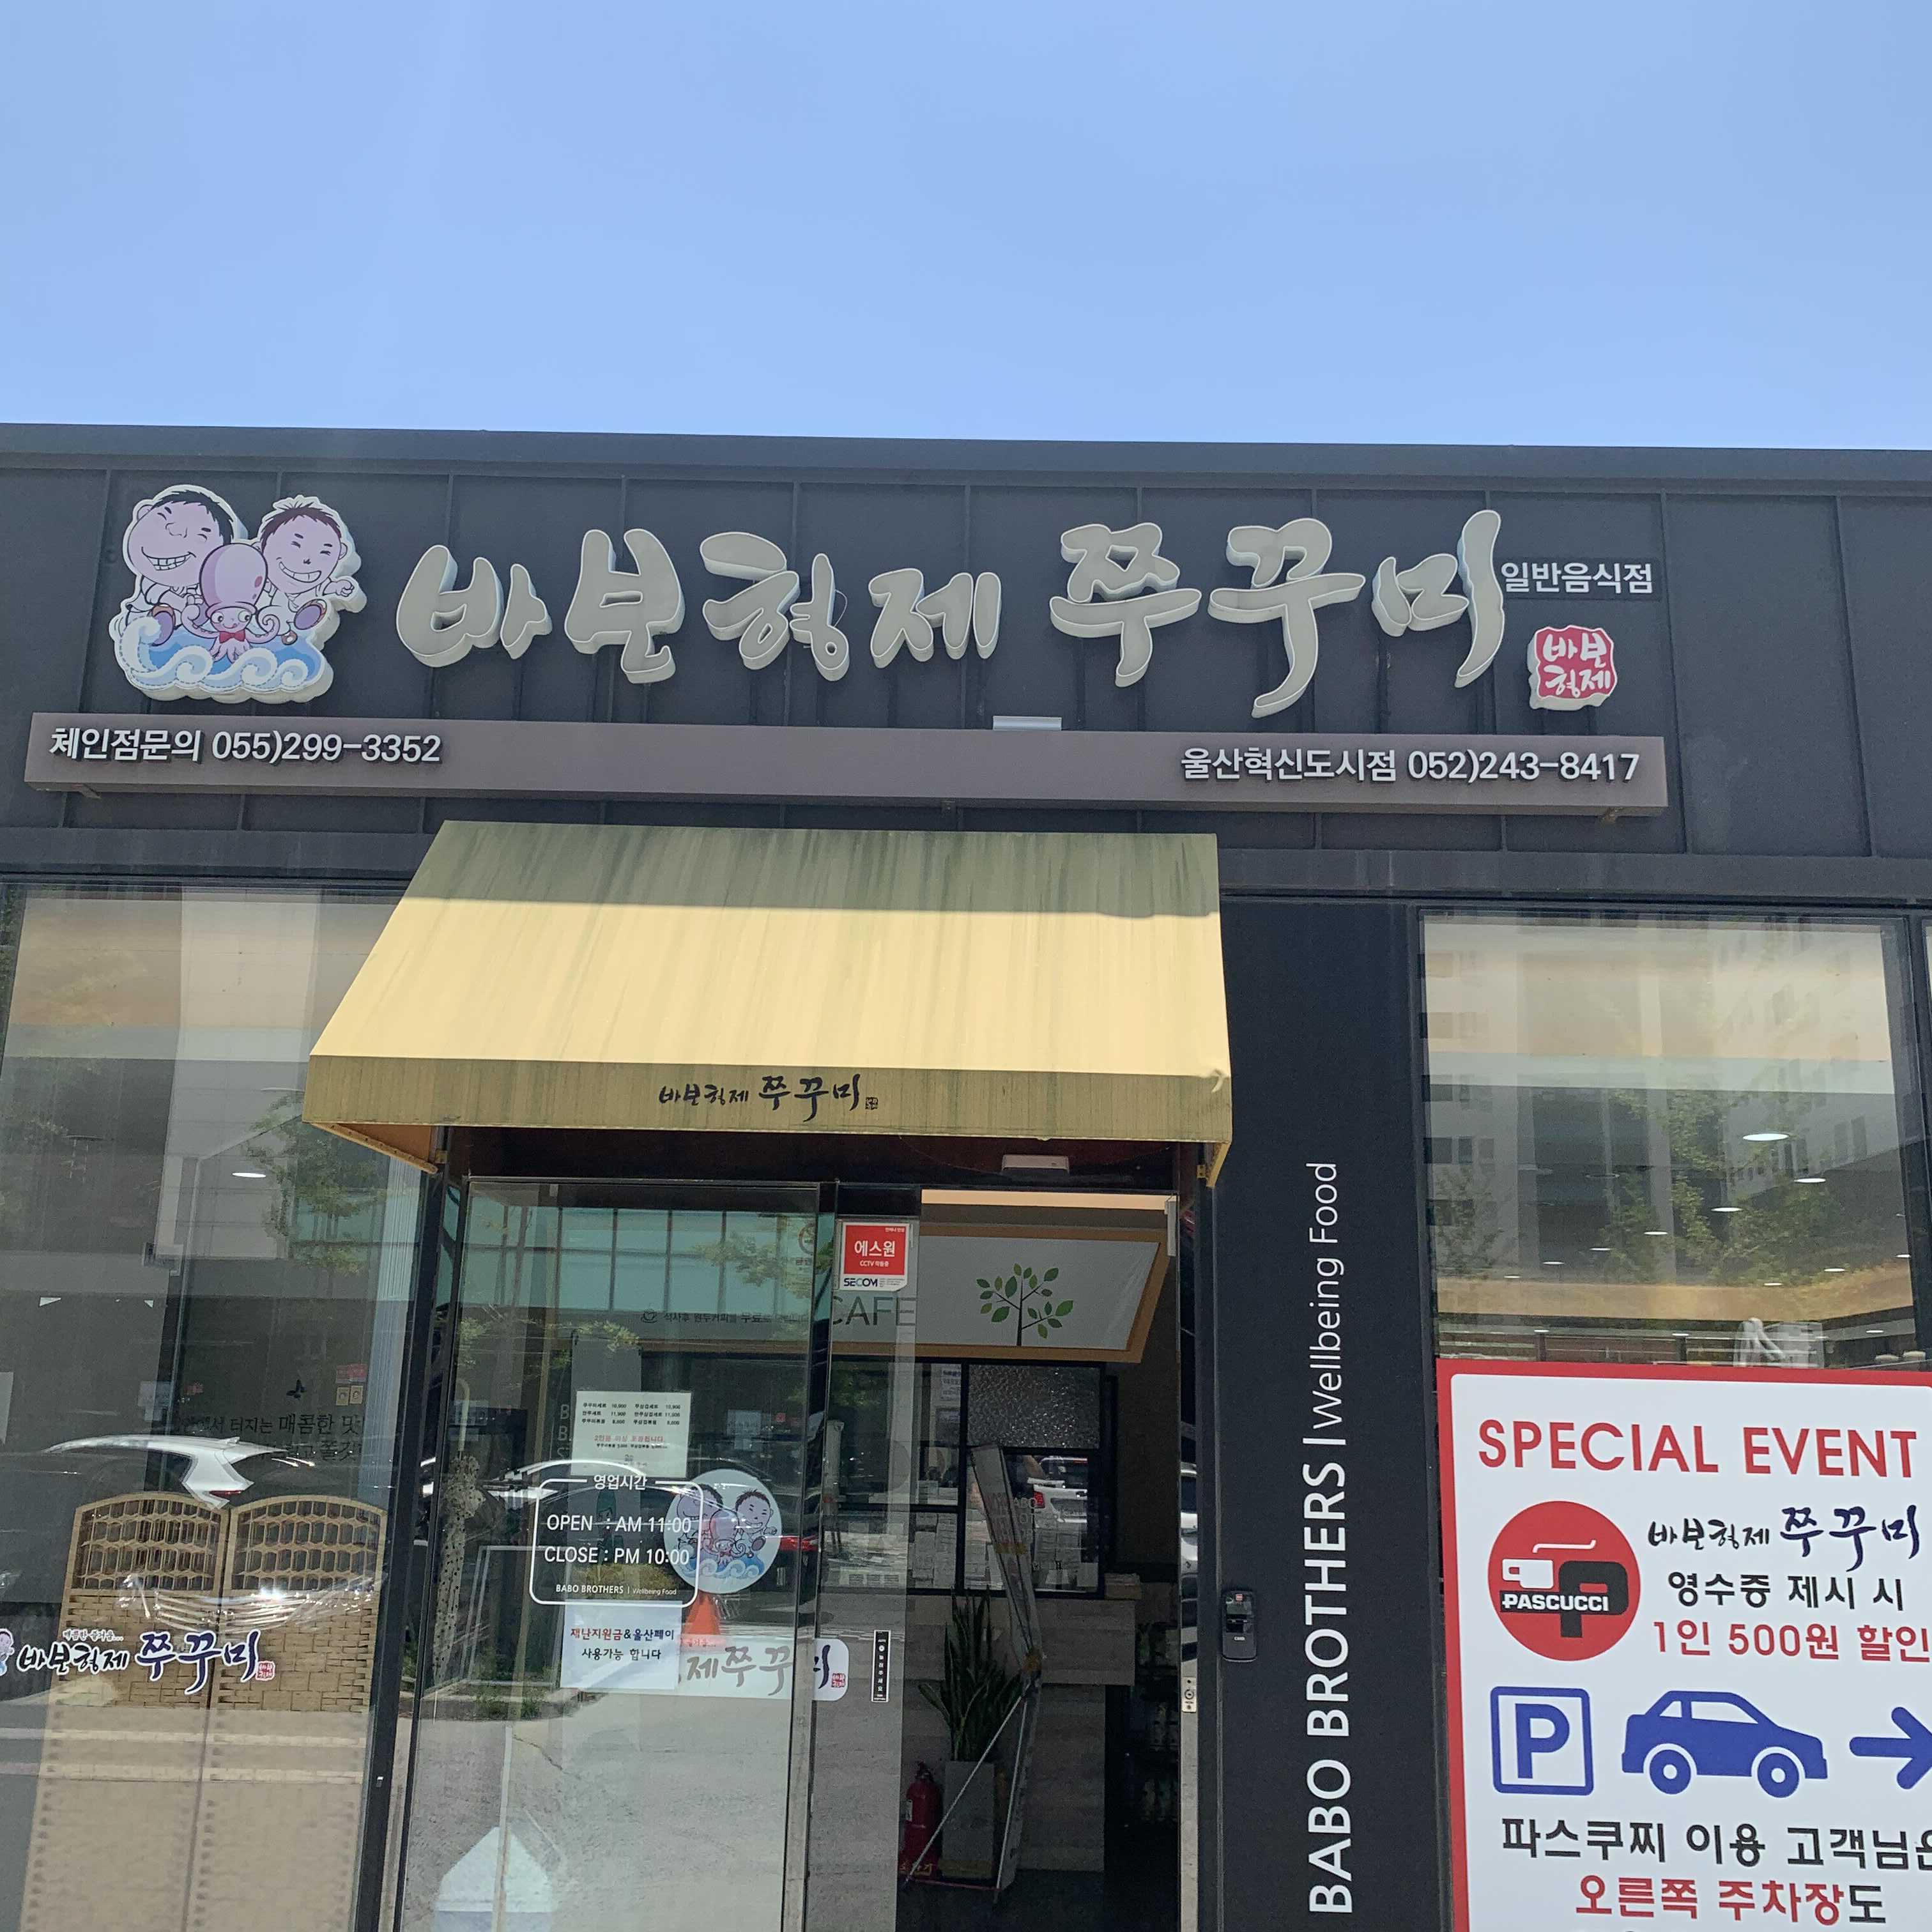 바보형제 쭈꾸미
일반음식점
바보
형제
체인점문의 055)299-3352
울산혁신도시점 052)243-8417
바보형제 쭈꾸미
BABO BROTHERS | Wellbeing Food
에스원
SECOM
CAFE
터지는 매콤한 맛
영업시간
OPEN : AM 11:00
CLOSE : PM 10:00
BABO BROTHERS | Wellbeing Food
재난지원금&울산페이
사용가능 합니다
바보형제 쭈꾸미
제쭈꾸미
SPECIAL EVENT
PASCUCCI
바보형제 쭈꾸미
영수증 제시 시
1인 500원 할인
P
파스쿠찌 이용 고객님은
오른쪽 주차장도